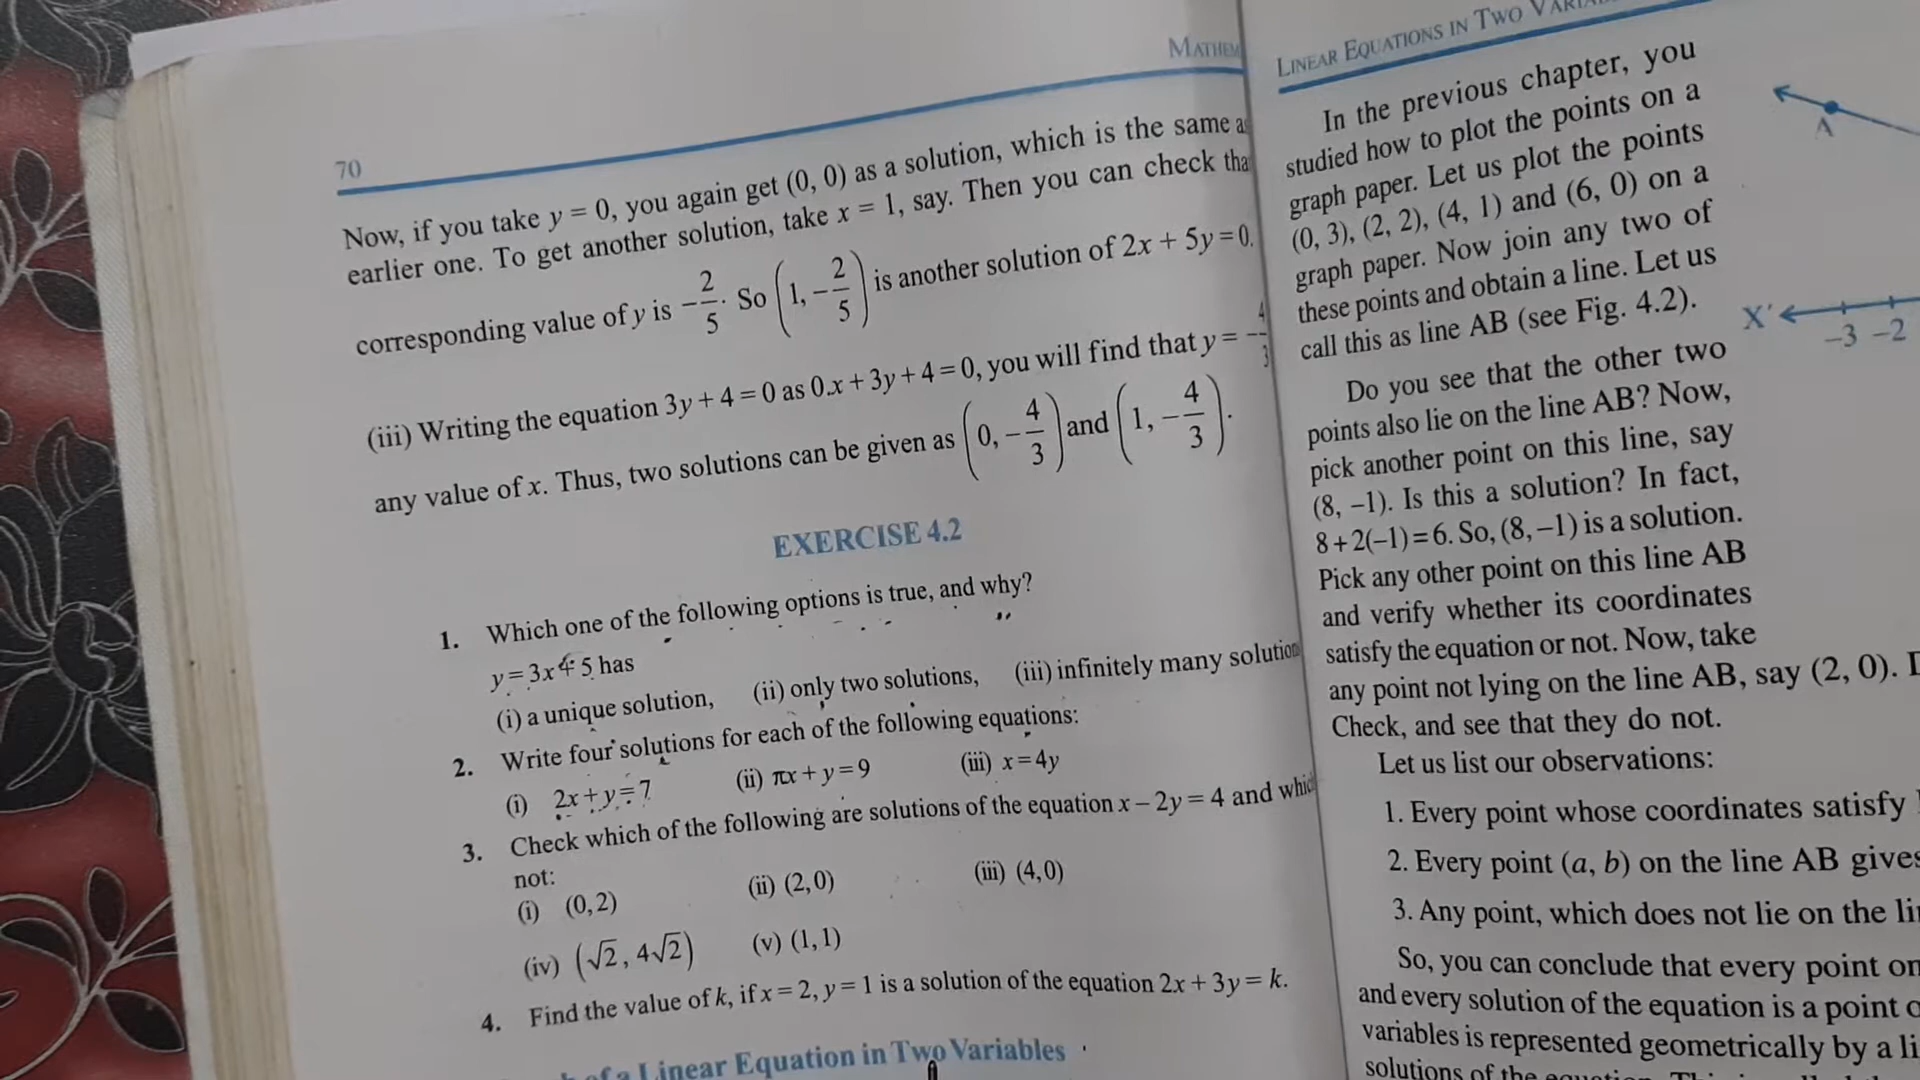 70
Now, if you take y = 0, you again get (0, 0) as a solution, which is the same
earlier one. To get another solution, take x = 1, say. Then you can check
corresponding value of y is −2/5. So (1, −2/5) is another solution of 2x + 5y = 0.
(iii) Writing the equation 3y + 4 = 0 as 0.x + 3y + 4 = 0, you will find that y = −4/3
any value of x. Thus, two solutions can be given as (0, −4/3) and (1, −4/3).
EXERCISE 4.2
1. Which one of the following options is true, and why?
y = 3x + 5 has
(i) a unique solution, (ii) only two solutions, (iii) infinitely many
2. Write four solutions for each of the following equations:
(i) 2x + y = 7 (ii) πx + y = 9 (iii) x = 4y
3. Check which of the following are solutions of the equation x – 2y = 4 and
not:
(i) (0, 2) (ii) (2, 0) (iii) (4, 0)
(iv) (√2, 4√2) (v) (1, 1)
4. Find the value of k, if x = 2, y = 1 is a solution of the equation 2x + 3y = k.
of a Linear Equation in Two Variables
LINEAR EQUATIONS IN TWO
In the previous chapter, you
studied how to plot the points on a
graph paper. Let us plot the points
(0, 3), (2, 2), (4, 1) and (6, 0) on a
graph paper. Now join any two of
these points and obtain a line. Let us
call this as line AB (see Fig. 4.2).
Do you see that the other two
points also lie on the line AB? Now,
pick another point on this line, say
(8, –1). Is this a solution? In fact,
8 + 2(–1) = 6. So, (8, –1) is a solution.
Pick any other point on this line AB
and verify whether its coordinates
satisfy the equation or not. Now, take
any point not lying on the line AB, say (2, 0).
Check, and see that they do not.
Let us list our observations:
1. Every point whose coordinates satisfy
2. Every point (a, b) on the line AB gives
3. Any point, which does not lie on the
So, you can conclude that every point on
and every solution of the equation is a point
variables is represented geometrically by a
solutions of the
A
X′
–3 –2